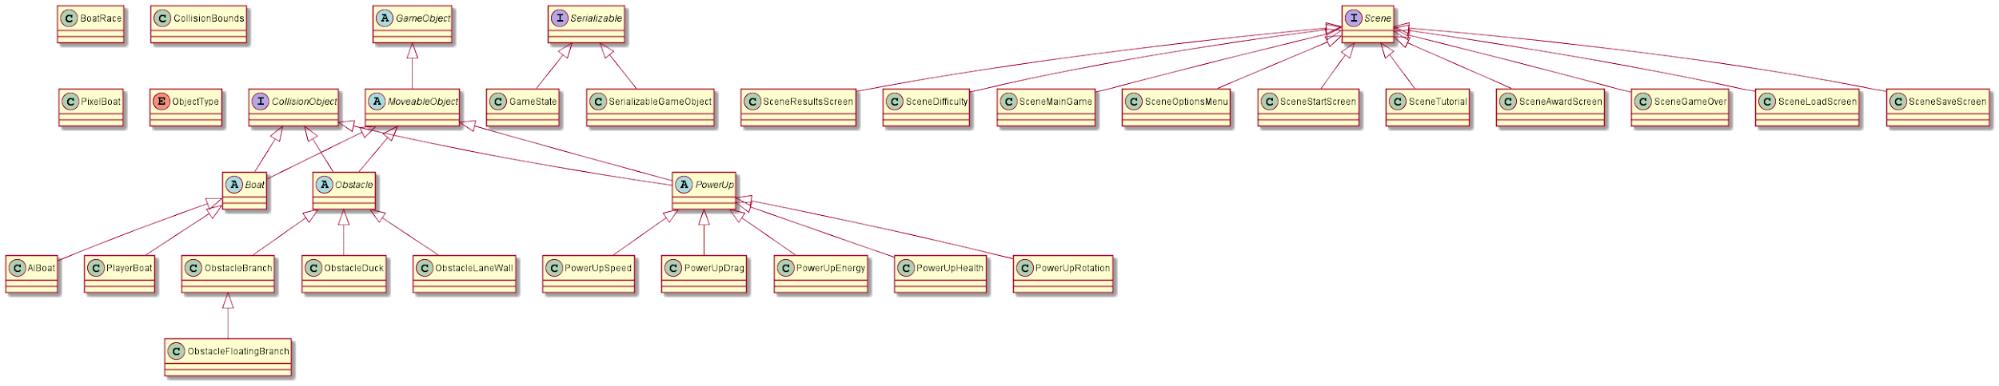 C BoatRace
C CollisionBounds
A GameObject
I Serializable
I Scene
C PixelBoat
E ObjectType
I CollisionObject
A MoveableObject
C GameState
C SerializableGameObject
C SceneResultsScreen
C SceneDifficulty
C SceneMainGame
C SceneOptionsMenu
C SceneStartScreen
C SceneTutorial
C SceneAwardScreen
C SceneGameOver
C SceneLoadScreen
C SceneSaveScreen
A Boat
A Obstacle
A PowerUp
C AIBoat
C PlayerBoat
C ObstacleBranch
C ObstacleDuck
C ObstacleLaneWall
C PowerUpSpeed
C PowerUpDrag
C PowerUpEnergy
C PowerUpHealth
C PowerUpRotation
C ObstacleFloatingBranch